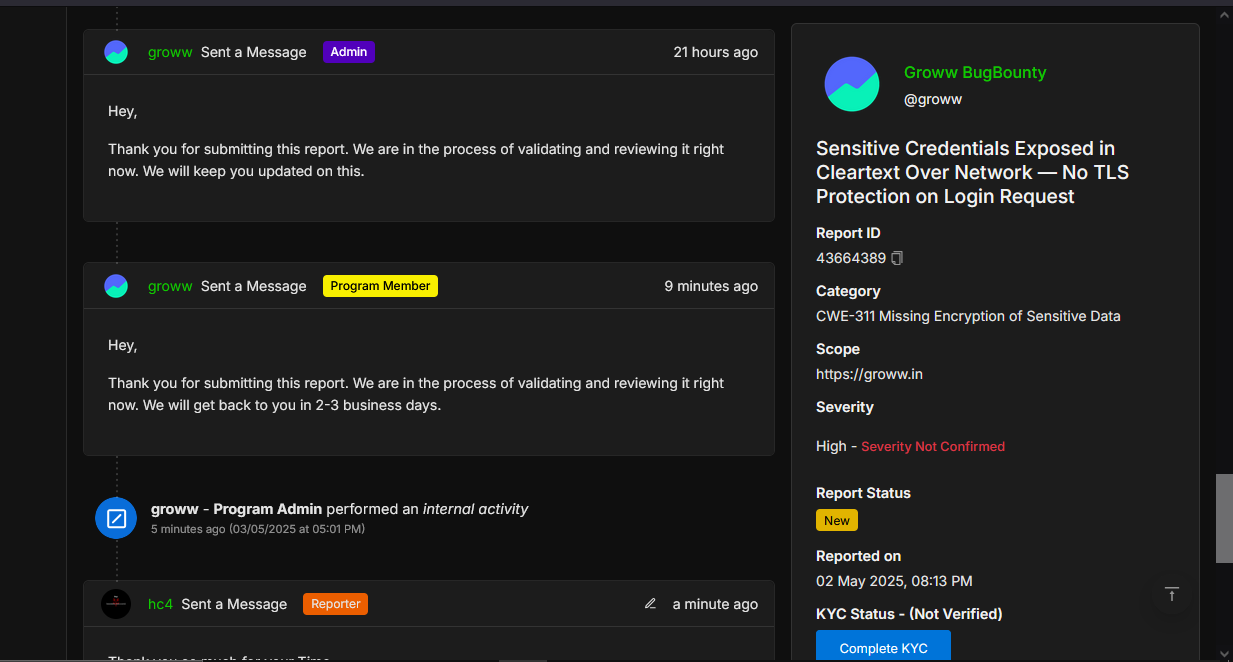 groww Sent a Message Admin 21 hours ago
Hey,
Thank you for submitting this report. We are in the process of validating and reviewing it right
now. We will keep you updated on this.
groww Sent a Message Program Member 9 minutes ago
Hey,
Thank you for submitting this report. We are in the process of validating and reviewing it right
now. We will get back to you in 2-3 business days.
groww - Program Admin performed an internal activity
5 minutes ago (03/05/2025 at 05:01 PM)
hc4 Sent a Message Reporter a minute ago
Thank you so much for your Time
Groww BugBounty
@groww
Sensitive Credentials Exposed in
Cleartext Over Network — No TLS
Protection on Login Request
Report ID
43664389
Category
CWE-311 Missing Encryption of Sensitive Data
Scope
https://groww.in
Severity
High - Severity Not Confirmed
Report Status
New
Reported on
02 May 2025, 08:13 PM
KYC Status - (Not Verified)
Complete KYC